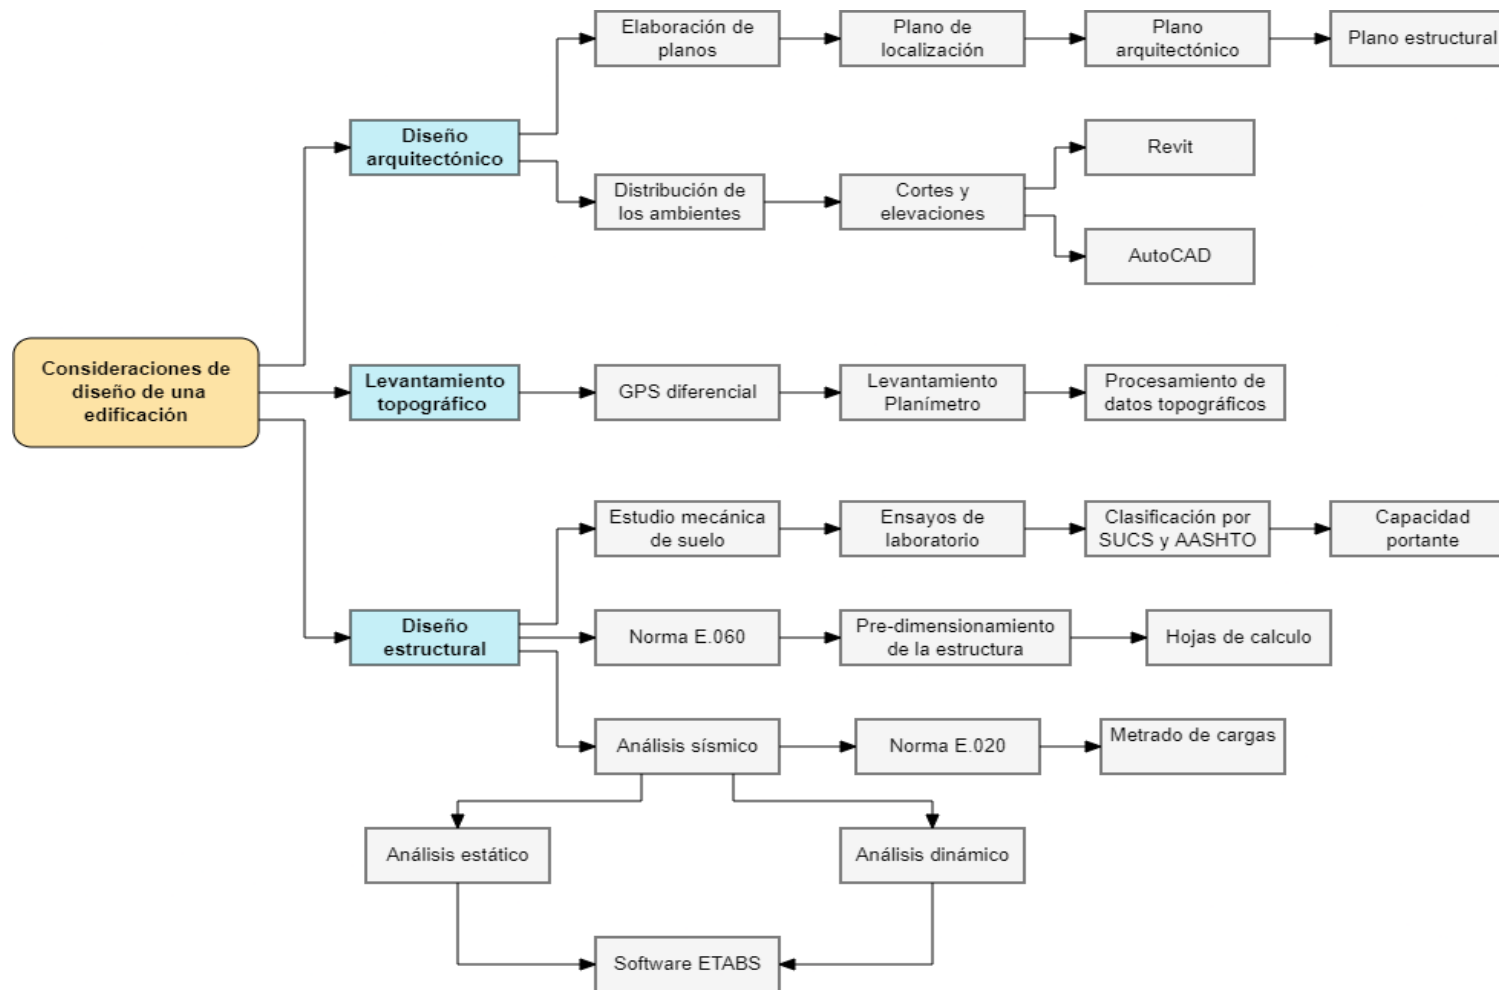 Elaboración de
planos
Plano de
localización
Plano
arquitectónico
Plano estructural
Diseño
arquitectónico
Revit
Distribución de
los ambientes
Cortes y
elevaciones
AutoCAD
Consideraciones de
diseño de una
edificación
Levantamiento
topográfico
GPS diferencial
Levantamiento
Planímetro
Procesamiento de
datos topográficos
Estudio mecánica
de suelo
Ensayos de
laboratorio
Clasificación por
SUCS y AASHTO
Capacidad
portante
Diseño
estructural
Norma E.060
Pre-dimensionamiento
de la estructura
Hojas de calculo
Análisis sísmico
Norma E.020
Metrado de cargas
Análisis estático
Análisis dinámico
Software ETABS